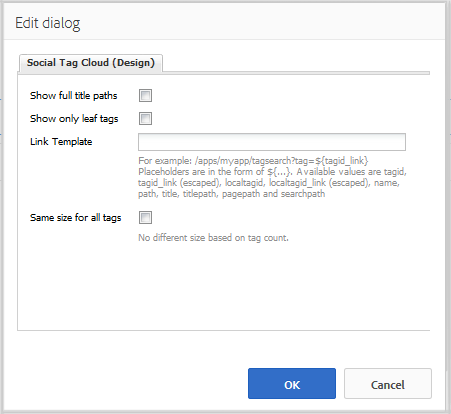 Edit dialog
Social Tag Cloud (Design)
Show full title paths
Show only leaf tags
Link Template
For example: /apps/myapp/tagsearch?tag=${tagid_link}
Placeholders are in the form of ${...}. Available values are tagid,
tagid_link (escaped), localtagid, localtagid_link (escaped), name,
path, title, titlepath, pagepath and searchpath
Same size for all tags
No different size based on tag count.
OK
Cancel